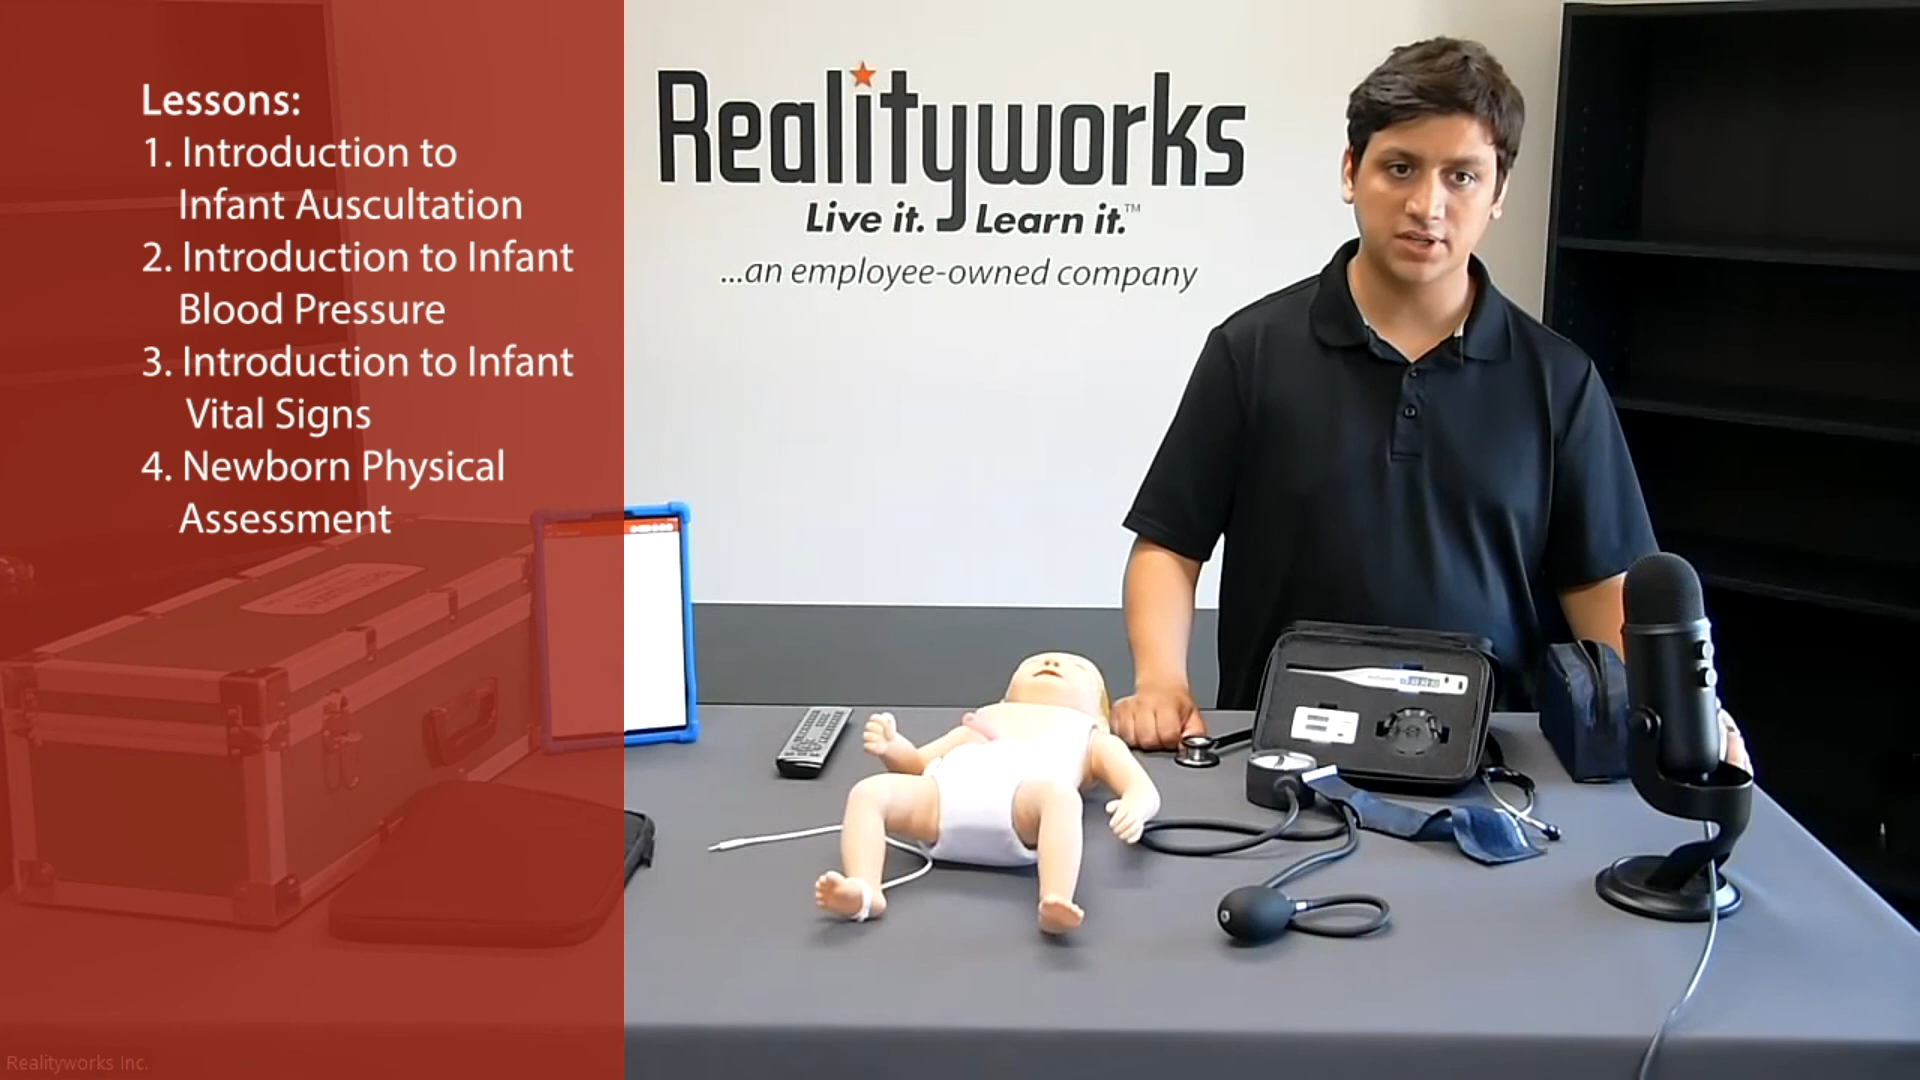 Lessons:
1. Introduction to
Infant Auscultation
2. Introduction to Infant
Blood Pressure
3. Introduction to Infant
Vital Signs
4. Newborn Physical
Assessment
Realityworks
Live it. Learn it.™
...an employee-owned company
Realityworks Inc.